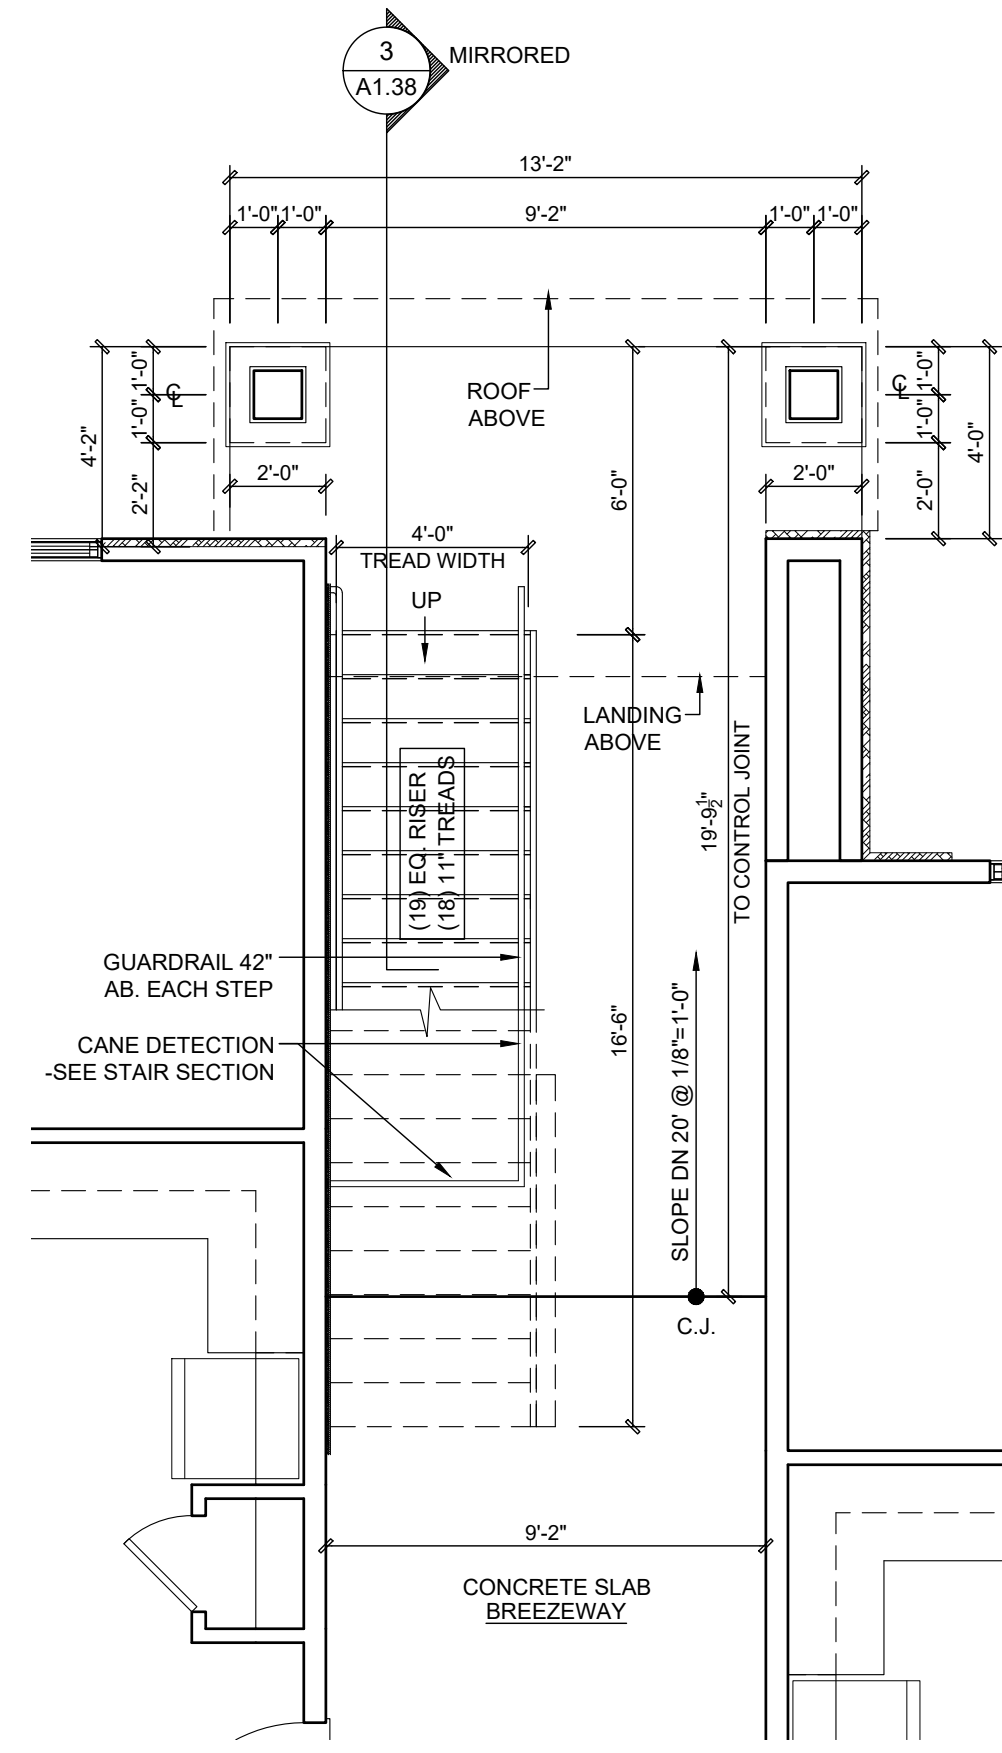 3
A1.38
MIRRORED
13'-2"
1'-0" 1'-0" 9'-2" 1'-0" 1'-0"
ROOF
ABOVE
4'-2"
1'-0"
1'-0"
2'-2"
CL
CL
1'-0"
1'-0"
2'-0"
4'-0"
2'-0"
2'-0"
6'-0"
4'-0"
TREAD WIDTH
UP
LANDING
ABOVE
(19) EQ. RISER
(18) 11" TREADS
19'-9 1/2"
TO CONTROL JOINT
GUARDRAIL 42"
AB. EACH STEP
CANE DETECTION
-SEE STAIR SECTION
16'-6"
SLOPE DN 20' @ 1/8"=1'-0"
C.J.
9'-2"
CONCRETE SLAB
BREEZEWAY